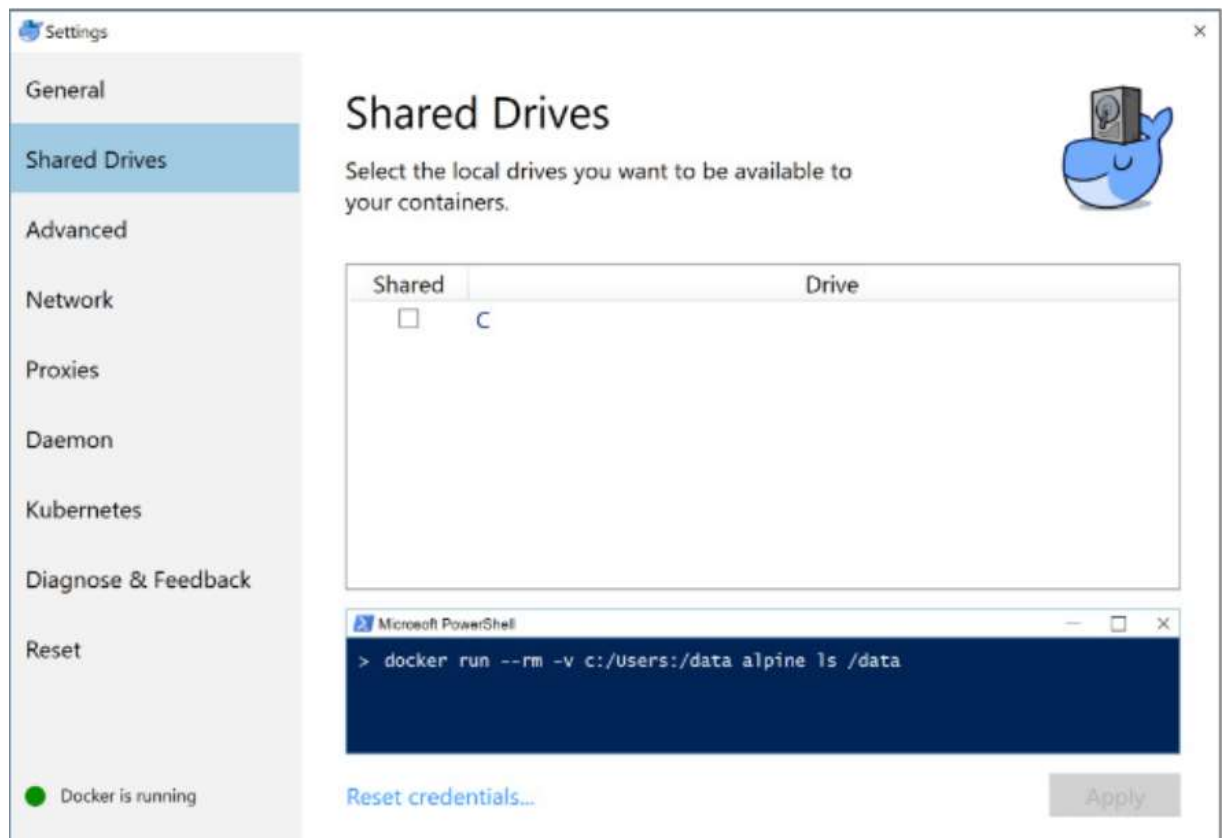 Settings
General
Shared Drives
Advanced
Network
Proxies
Daemon
Kubernetes
Diagnose & Feedback
Reset
Docker is running
Shared Drives
Select the local drives you want to be available to
your containers.
Shared Drive
C
Microsoft PowerShell
> docker run --rm -v c:/Users:/data alpine ls /data
Reset credentials...
Apply